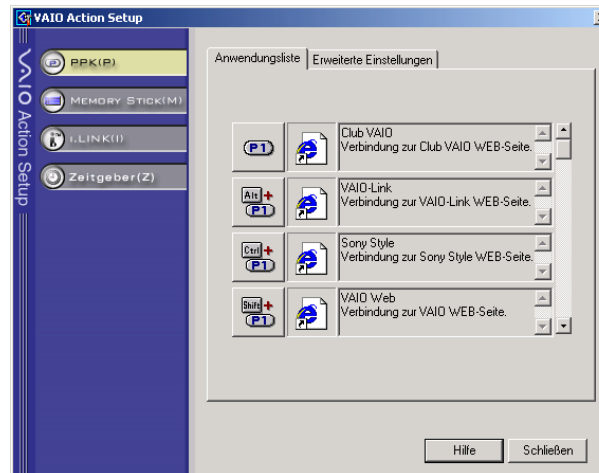 VAIO Action Setup
VAIO Action Setup
PPK(P)
Memory Stick(M)
i.LINK(I)
Zeitgeber(Z)
Anwendungsliste
Erweiterte Einstellungen
P1
Club VAIO
Verbindung zur Club VAIO WEB-Seite.
Alt +
P1
VAIO-Link
Verbindung zur VAIO-Link WEB-Seite.
Ctrl +
P1
Sony Style
Verbindung zur Sony Style WEB-Seite.
Shift +
P1
VAIO Web
Verbindung zur VAIO WEB-Seite.
Hilfe
Schließen